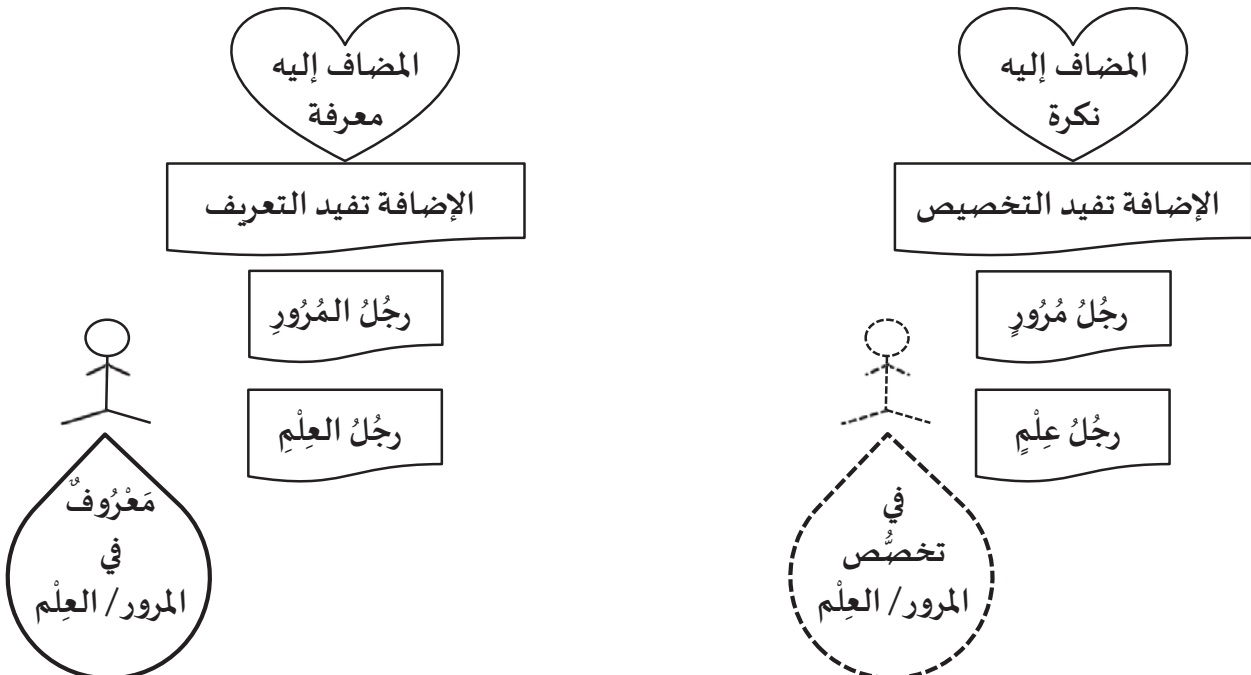 المضاف إليه
نكرة
الإضافة تفيد التخصيص
رجُلُ مُرُورٍ
رجُلُ عِلْمٍ
في
تخصُّص
المرور/ العِلْم
المضاف إليه
معرفة
الإضافة تفيد التعريف
رجُلُ المُرُورِ
رجُلُ العِلْمِ
مَعْرُوفٌ
في
المرور/ العِلْم